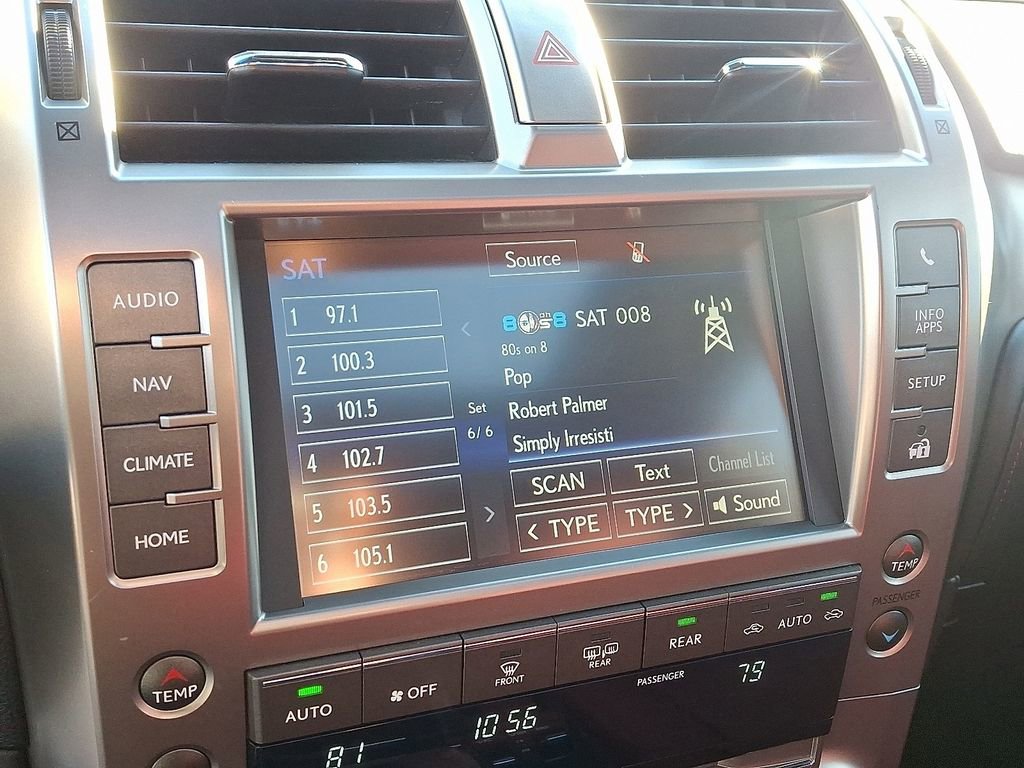 SAT
Source
1 97.1
2 100.3
3 101.5
4 102.7
5 103.5
6 105.1
Set
6/6
<
>
8 on 8
SAT 008
80s on 8
Pop
Robert Palmer
Simply Irresisti
SCAN
Text
Channel List
< TYPE
TYPE >
Sound
AUDIO
NAV
CLIMATE
HOME
INFO
APPS
SETUP
TEMP
TEMP
PASSENGER
AUTO
OFF
FRONT
REAR
REAR
AUTO
PASSENGER
81
10:56
79